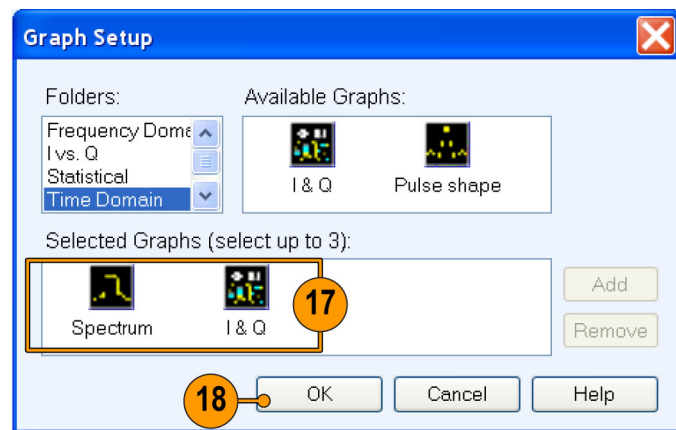 Graph Setup
Folders:
Available Graphs:
Frequency Doma
I vs. Q
Statistical
Time Domain
I & Q
Pulse shape
Selected Graphs (select up to 3):
Spectrum
I & Q
17
Add
Remove
18
OK
Cancel
Help